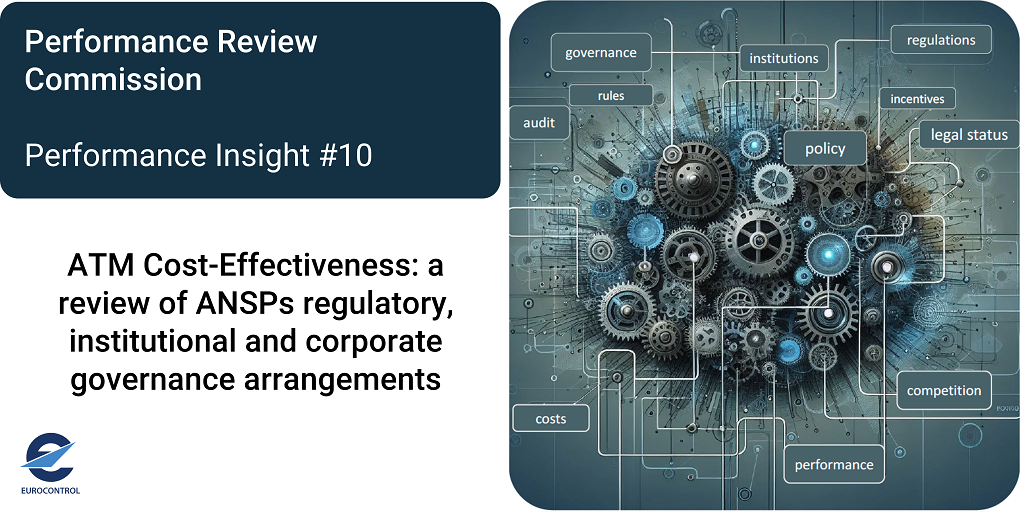 Performance Review
Commission
Performance Insight #10
ATM Cost-Effectiveness: a
review of ANSPs regulatory,
institutional and corporate
governance arrangements
EUROCONTROL
governance
institutions
regulations
rules
incentives
audit
policy
legal status
costs
competition
performance